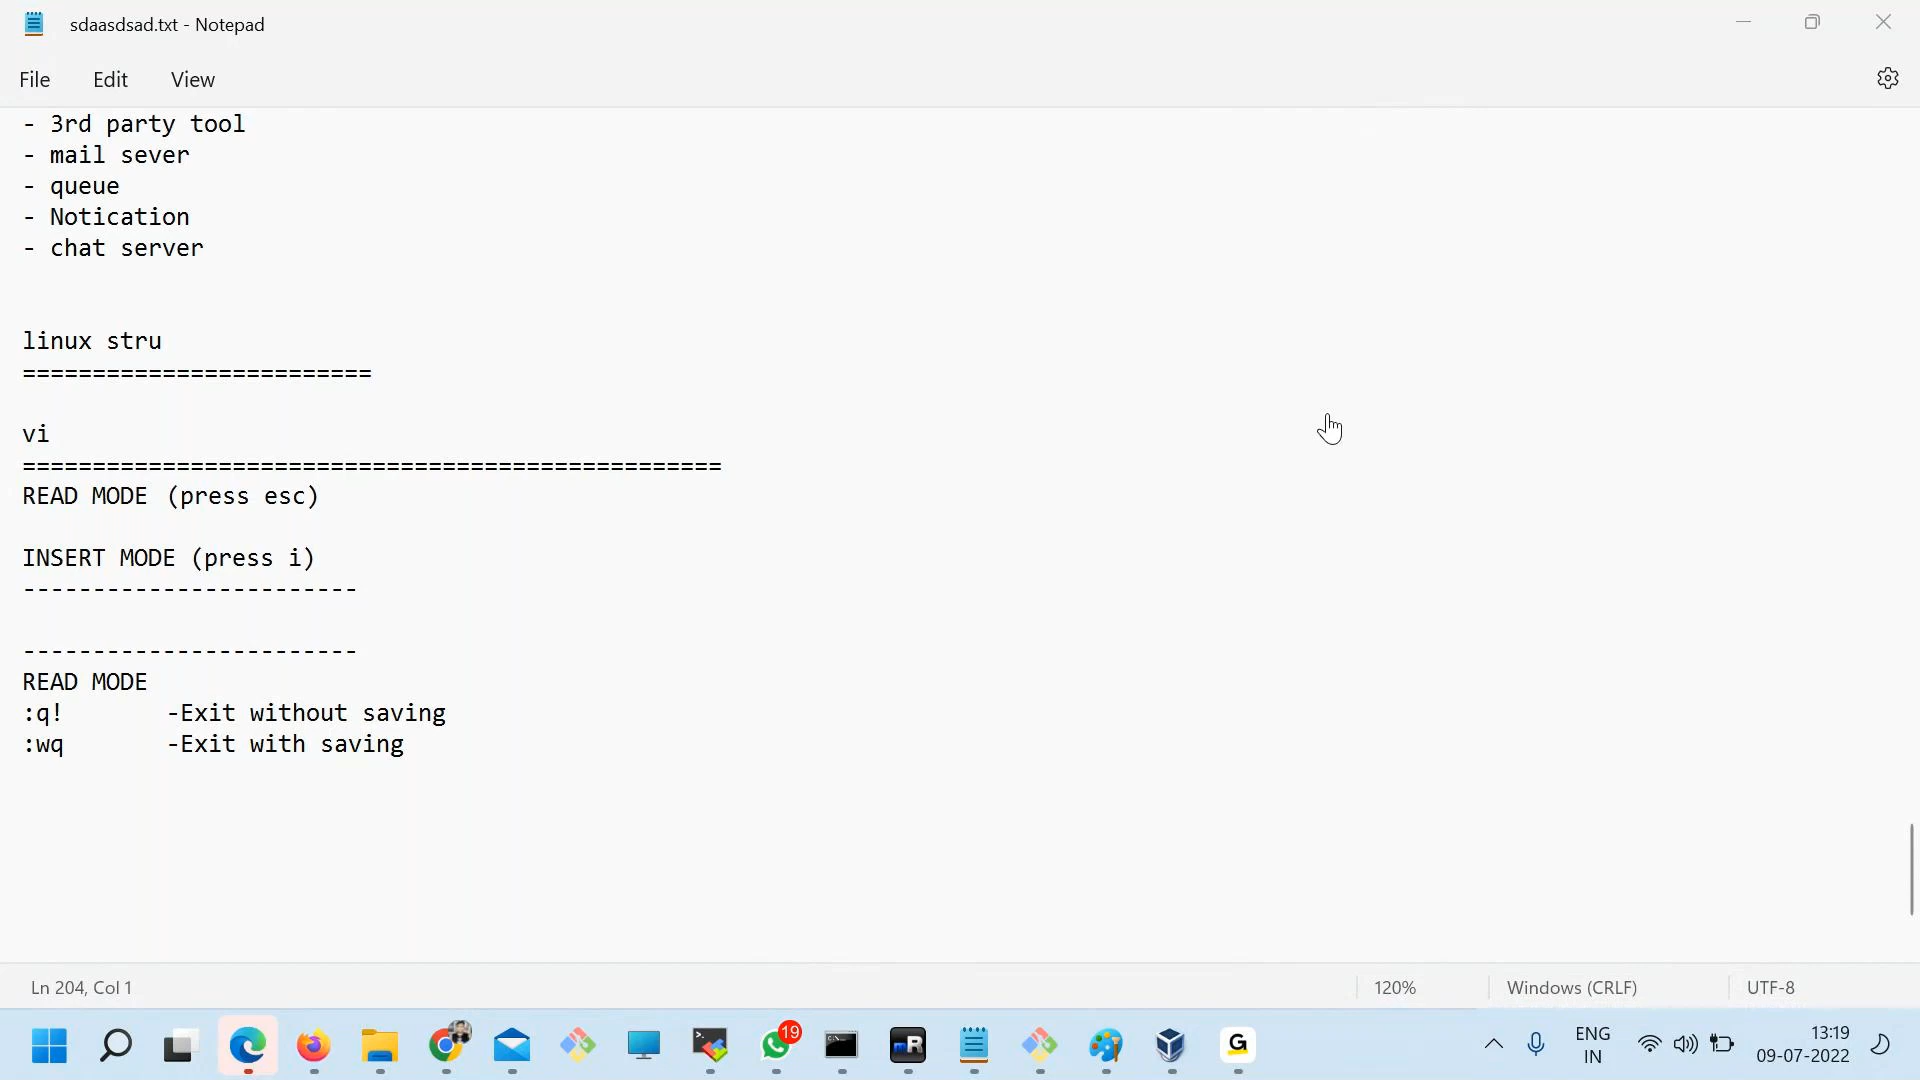 sdaasdsad.txt - Notepad
File Edit View
- 3rd party tool
- mail sever
- queue
- Notication
- chat server
linux stru
=========================
vi
==================================================
READ MODE (press esc)
INSERT MODE (press i)
------------------------
------------------------
READ MODE
:q! -Exit without saving
:wq -Exit with saving
Ln 204, Col 1 120% Windows (CRLF) UTF-8
19
ENG
IN
13:19
09-07-2022